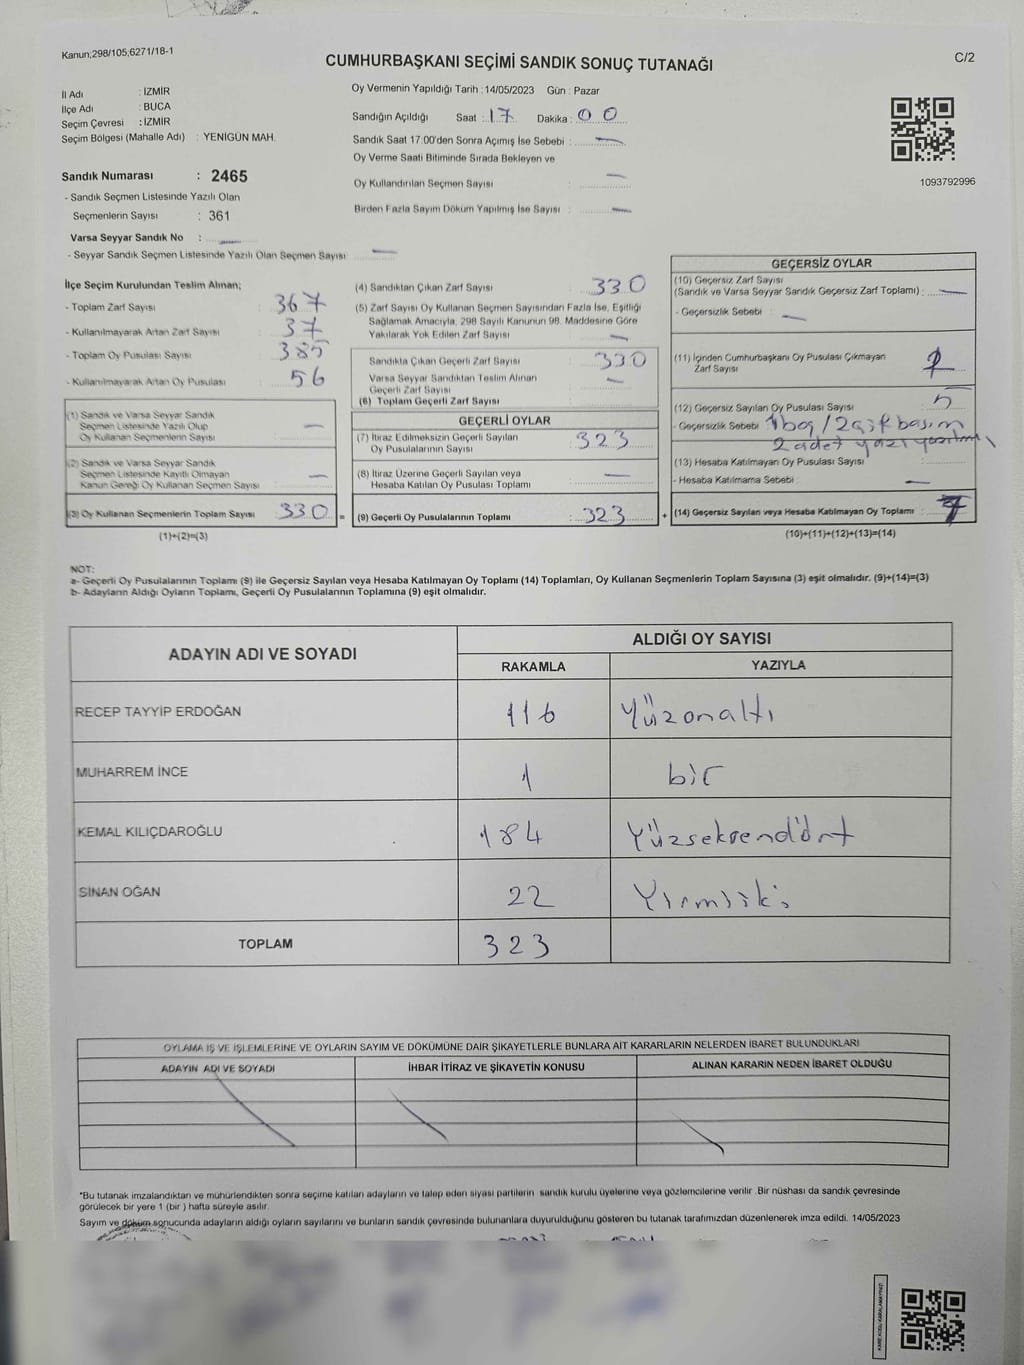 Kanun;298/105,6271/18-1
CUMHURBAŞKANI SEÇİMİ SANDIK SONUÇ TUTANAĞI
C/2
İl Adı : İZMİR
İlçe Adı : BUCA
Seçim Çevresi : İZMİR
Seçim Bölgesi (Mahalle Adı) : YENİGÜN MAH.
Sandık Numarası : 2465
- Sandık Seçmen Listesinde Yazılı Olan
Seçmenlerin Sayısı : 361
Varsa Seyyar Sandık No : —
- Seyyar Sandık Seçmen Listesinde Yazılı Olan Seçmen Sayısı —
Oy Vermenin Yapıldığı Tarih : 14/05/2023 Gün : Pazar
Sandığın Açıldığı Saat : 17 Dakika : 00
Sandık Saat 17.00'den Sonra Açımış İse Sebebi : —
Oy Verme Saati Bitiminde Sırada Bekleyen ve
Oy Kullandırılan Seçmen Sayısı : —
Birden Fazla Sayım Döküm Yapılmış İse Sayısı : —
1093792996
İlçe Seçim Kurulundan Teslim Alınan;
- Toplam Zarf Sayısı : 367
- Kullanılmayarak Artan Zarf Sayısı : 37
- Toplam Oy Pusulası Sayısı : 385
- Kullanılmayarak Artan Oy Pusulası : 56
(1) Sandık ve Varsa Seyyar Sandık
Seçmen Listesinde Yazılı Olup
Oy Kullanan Seçmenlerin Sayısı —
(2) Sandık ve Varsa Seyyar Sandık
Seçmen Listesinde Kayıtlı Olmayan
Kanun Gereği Oy Kullanan Seçmen Sayısı —
(3) Oy Kullanan Seçmenlerin Toplam Sayısı 330 =
(1)+(2)=(3)
(4) Sandıktan Çıkan Zarf Sayısı : 330
(5) Zarf Sayısı Oy Kullanan Seçmen Sayısından Fazla İse, Eşitliği
Sağlamak Amacıyla, 298 Sayılı Kanunun 98. Maddesine Göre
Yakılarak Yok Edilen Zarf Sayısı : —
Sandıkta Çıkan Geçerli Zarf Sayısı : 330
Varsa Seyyar Sandıktan Teslim Alınan
Geçerli Zarf Sayısı : —
(6) Toplam Geçerli Zarf Sayısı :
GEÇERLİ OYLAR
(7) İtiraz Edilmeksizin Geçerli Sayılan
Oy Pusulalarının Sayısı : 323
(8) İtiraz Üzerine Geçerli Sayılan veya
Hesaba Katılan Oy Pusulası Toplamı : —
(9) Geçerli Oy Pusulalarının Toplamı : 323 +
GEÇERSİZ OYLAR
(10) Geçersiz Zarf Sayısı
(Sandık ve Varsa Seyyar Sandık Geçersiz Zarf Toplamı) : —
- Geçersizlik Sebebi : —
(11) İçinden Cumhurbaşkanı Oy Pusulası Çıkmayan
Zarf Sayısı
(12) Geçersiz Sayılan Oy Pusulası Sayısı : 5
- Geçersizlik Sebebi 1boş/2çift basım
2 adet yazı
(13) Hesaba Katılmayan Oy Pusulası Sayısı :
- Hesaba Katılmama Sebebi : —
(14) Geçersiz Sayılan veya Hesaba Katılmayan Oy Toplamı : 7
(10)+(11)+(12)+(13)=(14)
NOT:
a- Geçerli Oy Pusulalarının Toplamı (9) ile Geçersiz Sayılan veya Hesaba Katılmayan Oy Toplamı (14) Toplamları, Oy Kullanan Seçmenlerin Toplam Sayısına (3) eşit olmalıdır. (9)+(14)=(3)
b- Adayların Aldığı Oyların Toplamı, Geçerli Oy Pusulalarının Toplamına (9) eşit olmalıdır.
ADAYIN ADI VE SOYADI
ALDIĞI OY SAYISI
RAKAMLA YAZIYLA
RECEP TAYYİP ERDOĞAN 116 Yüzonaltı
MUHARREM İNCE 1 bir
KEMAL KILIÇDAROĞLU 184 Yüzseksendört
SİNAN OĞAN 22 Yirmiiki
TOPLAM 323
OYLAMA İŞ VE İŞLEMLERİNE VE OYLARIN SAYIM VE DÖKÜMÜNE DAİR ŞİKAYETLERLE BUNLARA AİT KARARLARIN NELERDEN İBARET BULUNDUKLARI
ADAYIN ADI VE SOYADI İHBAR İTİRAZ VE ŞİKAYETİN KONUSU ALINAN KARARIN NEDEN İBARET OLDUĞU
*Bu tutanak imzalandıktan ve mühürlendikten sonra seçime katılan adayların ve talep eden siyasi partilerin sandık kurulu üyelerine veya gözlemcilerine verilir .Bir nüshası da sandık çevresinde
görülecek bir yere 1 (bir ) hafta süreyle asılır.
Sayım ve döküm sonucunda adayların aldığı oyların sayılarını ve bunların sandık çevresinde bulunanlara duyurulduğunu gösteren bu tutanak tarafımızdan düzenlenerek imza edildi. 14/05/2023